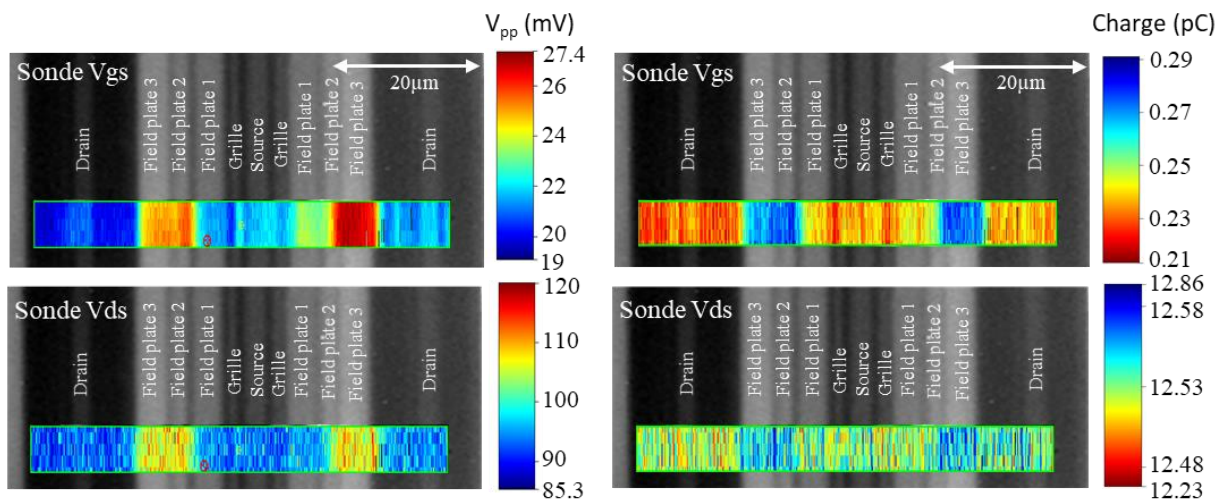 V_pp (mV)
Charge (pC)
Sonde Vgs
Drain
Field plate 3
Field plate 2
Field plate 1
Grille
Source
Grille
Field plate 1
Field plate 2
Field plate 3
Drain
20µm
27.4
26
24
22
20
19
Sonde Vgs
Drain
Field plate 3
Field plate 2
Field plate 1
Grille
Source
Grille
Field plate 1
Field plate 2
Field plate 3
Drain
20µm
0.29
0.26
0.25
0.23
0.21
Sonde Vds
Drain
Field plate 3
Field plate 2
Field plate 1
Grille
Source
Grille
Field plate 1
Field plate 2
Field plate 3
Drain
120
110
100
90
85.3
Sonde Vds
Drain
Field plate 3
Field plate 2
Field plate 1
Grille
Source
Grille
Field plate 1
Field plate 2
Field plate 3
Drain
12.86
12.58
12.53
12.48
12.23